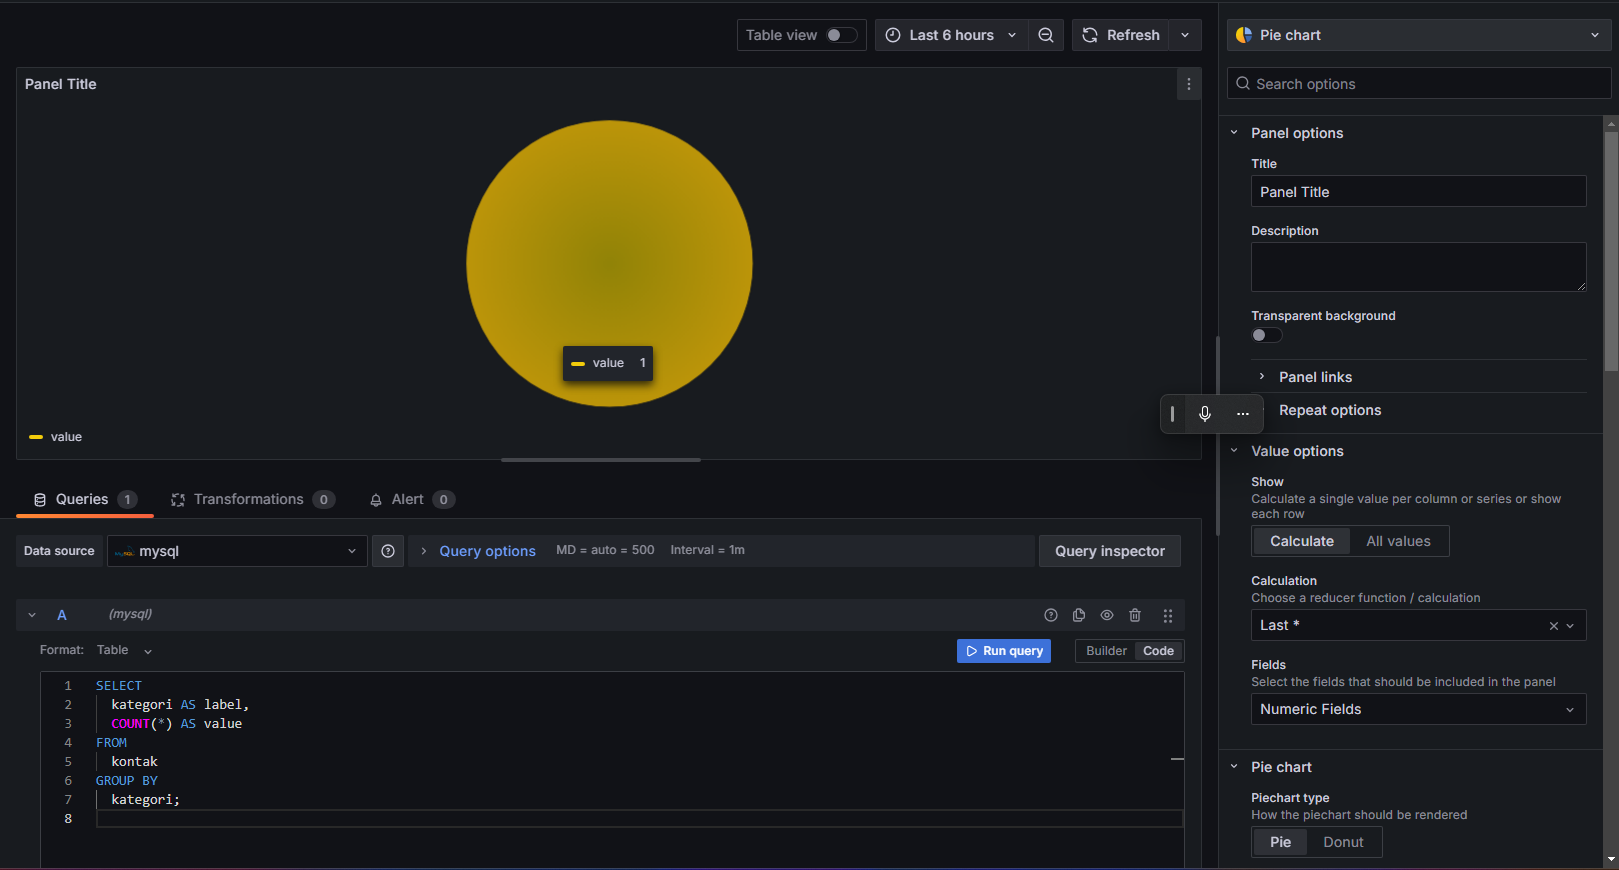 Table view
Last 6 hours
Refresh
Pie chart
Panel Title
Search options
Panel options
Title
Panel Title
Description
Transparent background
Panel links
Repeat options
value 1
value
Value options
Show
Calculate a single value per column or series or show
each row
Calculate All values
Calculation
Choose a reducer function / calculation
Last *
Fields
Select the fields that should be included in the panel
Numeric Fields
Pie chart
Piechart type
How the piechart should be rendered
Pie Donut
Queries 1 Transformations 0 Alert 0
Data source mysql Query options MD = auto = 500 Interval = 1m Query inspector
A (mysql)
Format: Table Run query Builder Code
1 SELECT
2 kategori AS label,
3 COUNT(*) AS value
4 FROM
5 kontak
6 GROUP BY
7 kategori;
8